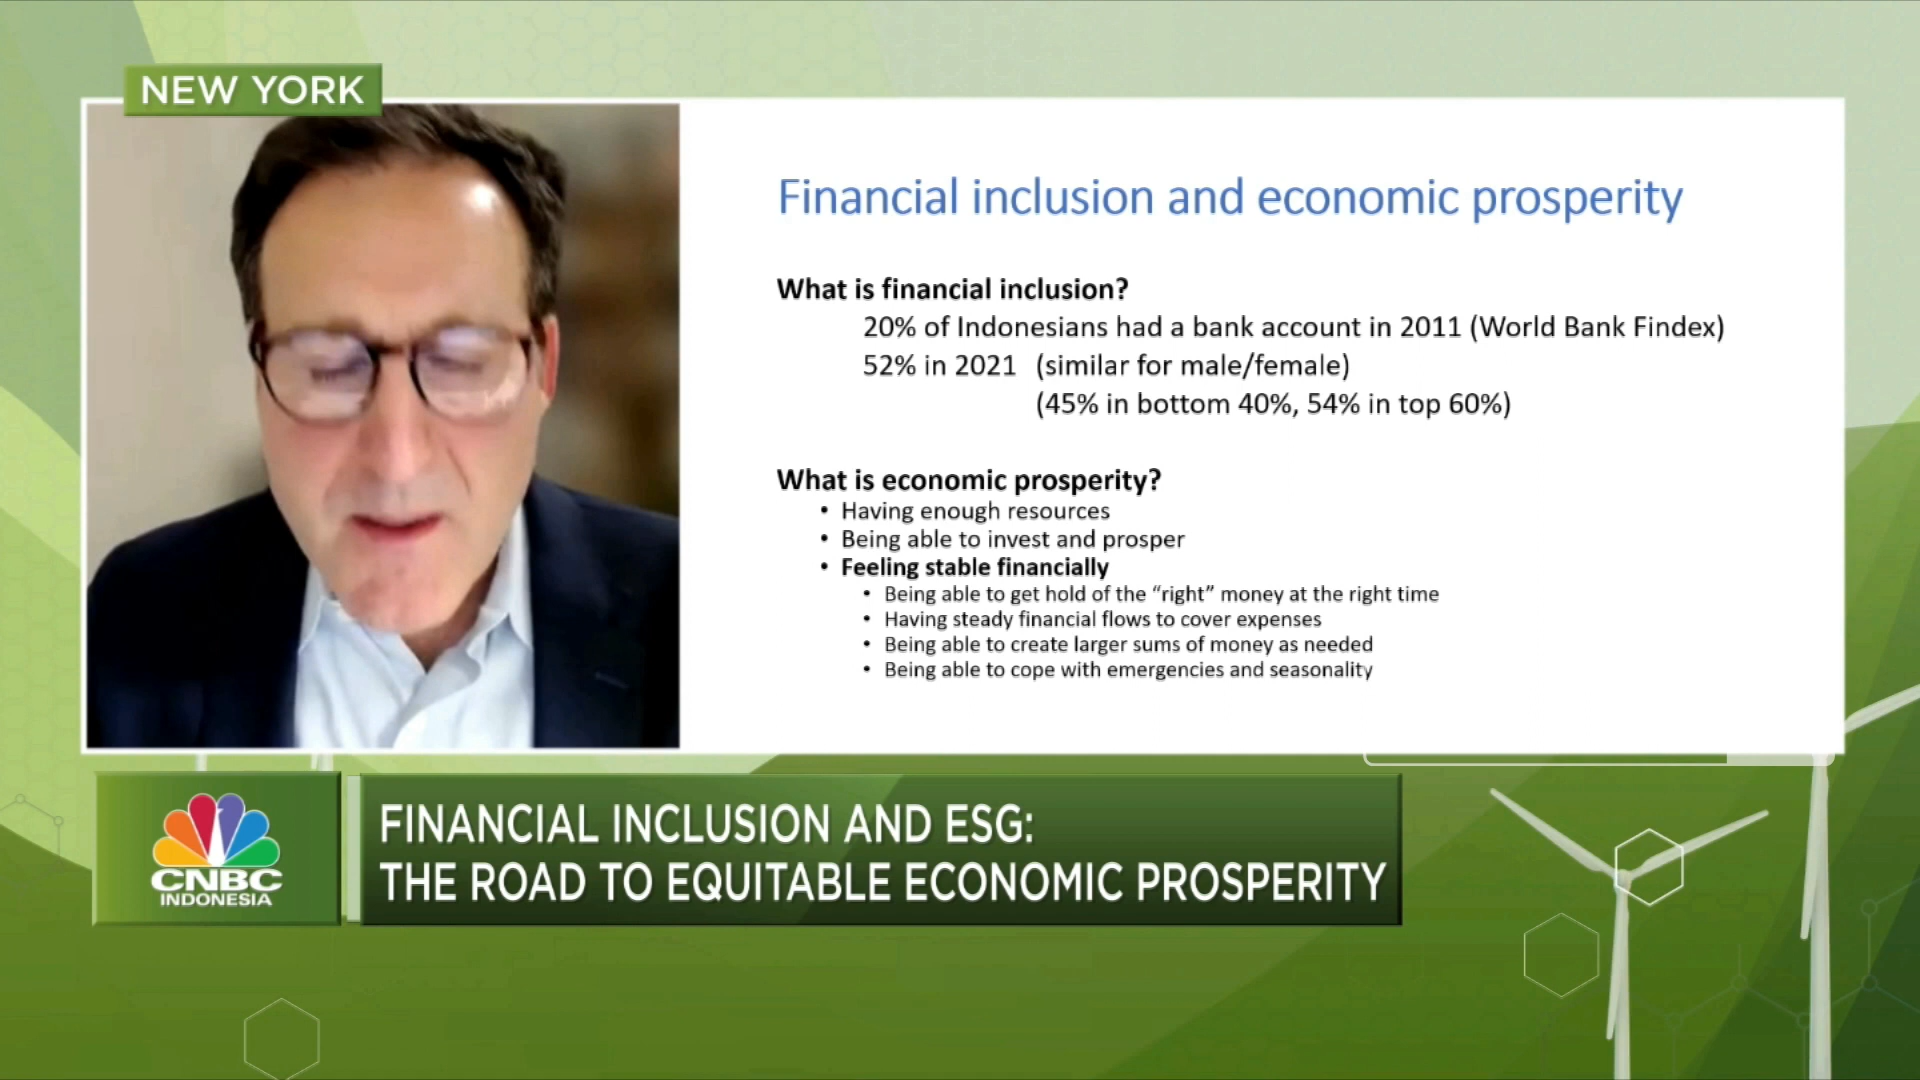 NEW YORK
Financial inclusion and economic prosperity
What is financial inclusion?
20% of Indonesians had a bank account in 2011 (World Bank Findex)
52% in 2021 (similar for male/female)
(45% in bottom 40%, 54% in top 60%)
What is economic prosperity?
• Having enough resources
• Being able to invest and prosper
• Feeling stable financially
• Being able to get hold of the “right” money at the right time
• Having steady financial flows to cover expenses
• Being able to create larger sums of money as needed
• Being able to cope with emergencies and seasonality
CNBC
INDONESIA
FINANCIAL INCLUSION AND ESG:
THE ROAD TO EQUITABLE ECONOMIC PROSPERITY